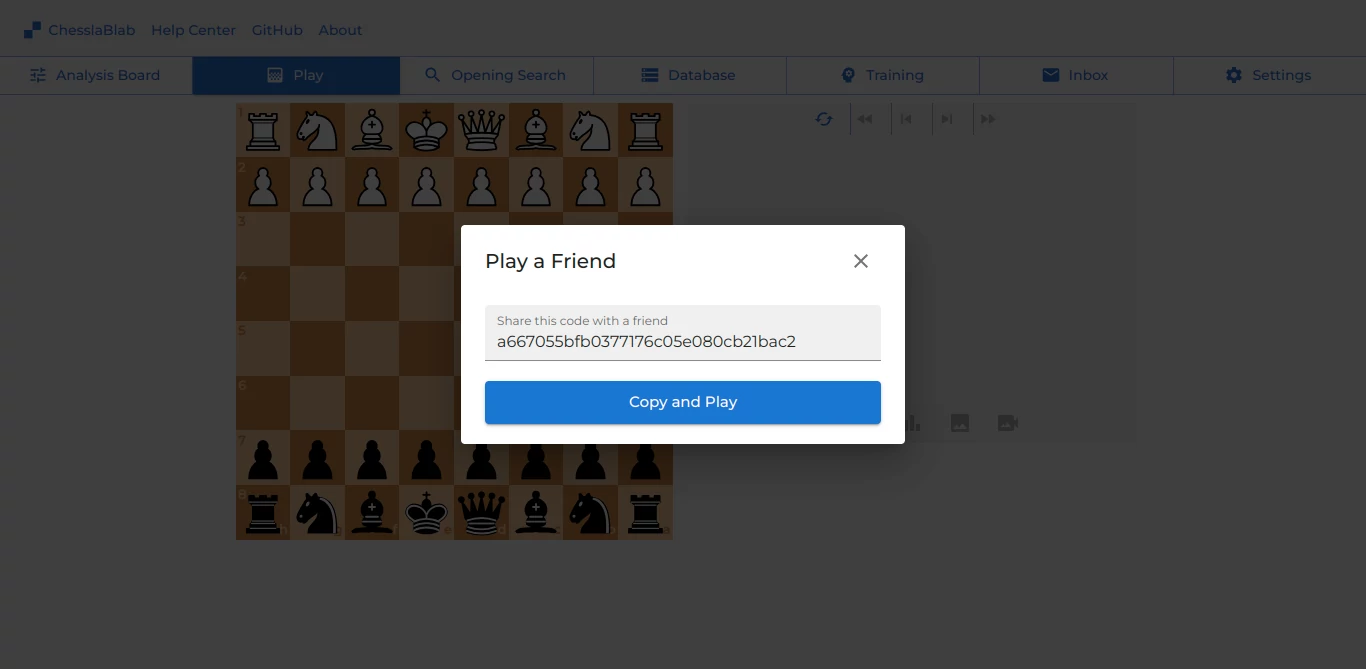 ChesslaBlab Help Center GitHub About
Analysis Board Play Opening Search Database Training Inbox Settings
1
2
3
4
5
6
7
8
h g f e d c b a
Play a Friend
Share this code with a friend
a667055bfb0377176c05e080cb21bac2
Copy and Play